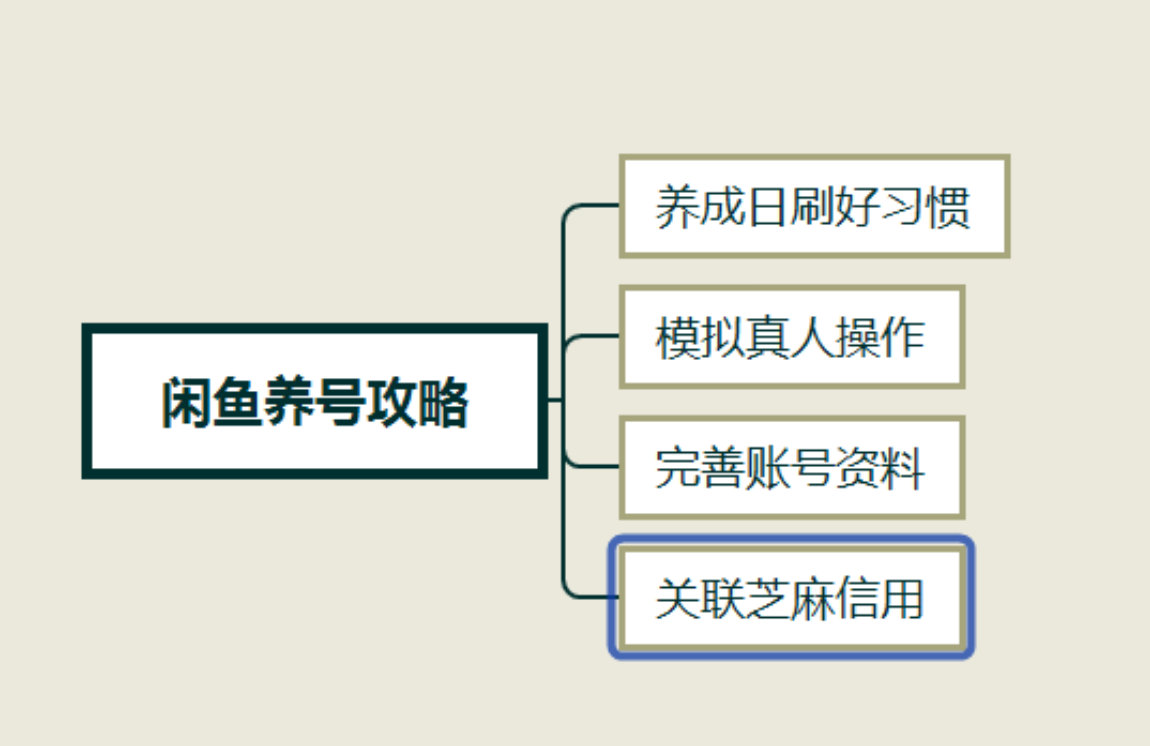 闲鱼养号攻略
养成日刷好习惯
模拟真人操作
完善账号资料
关联芝麻信用